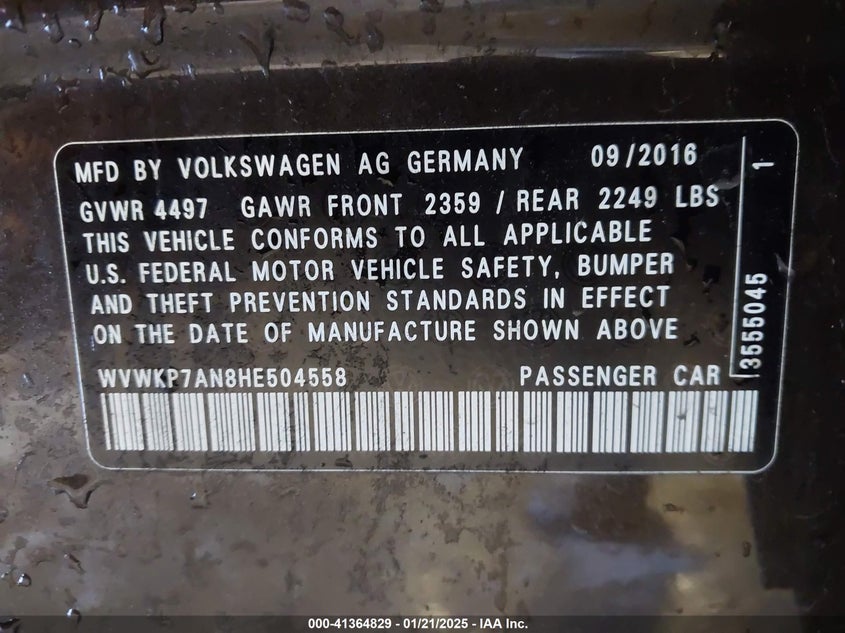 MFD BY VOLKSWAGEN AG GERMANY 09/2016
GVWR 4497 GAWR FRONT 2359 / REAR 2249 LBS
THIS VEHICLE CONFORMS TO ALL APPLICABLE
U.S. FEDERAL MOTOR VEHICLE SAFETY, BUMPER
AND THEFT PREVENTION STANDARDS IN EFFECT
ON THE DATE OF MANUFACTURE SHOWN ABOVE
WVWKP7AN8HE504558 PASSENGER CAR
3555045 1
000-41364829 - 01/21/2025 - IAA Inc.